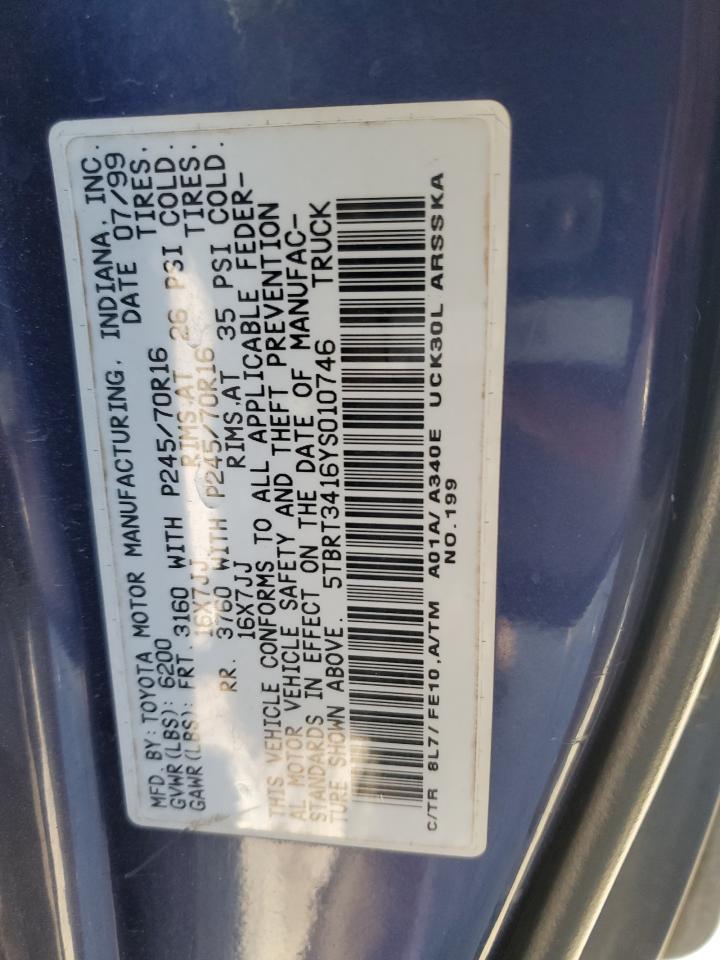 MFD. BY: TOYOTA MOTOR MANUFACTURING, INDIANA, INC.
GVWR(LBS): 6200 DATE 07/99
GAWR(LBS): FRT. 3160 WITH P245/70R16 TIRES,
16X7JJ RIMS,AT 26 PSI COLD.
RR. 3760 WITH P245/70R16 TIRES,
16X7JJ RIMS,AT 35 PSI COLD.
THIS VEHICLE CONFORMS TO ALL APPLICABLE FEDER-
AL MOTOR VEHICLE SAFETY AND THEFT PREVENTION
STANDARDS IN EFFECT ON THE DATE OF MANUFAC-
TURE SHOWN ABOVE. 5TBRT3416YS010746 TRUCK
C/TR 8L7/ FE10,A/TM A01A/ A340E UCK30L ARSSKA
NO.199